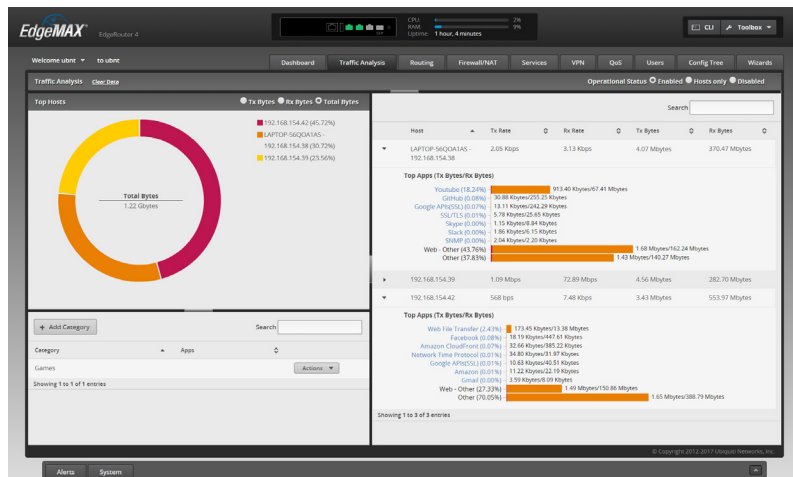 EdgeMAX
EdgeRouter 4
CPU: 2%
RAM: 9%
Uptime: 1 hour, 4 minutes
CLI Toolbox
Welcome ubnt to ubnt
Dashboard Traffic Analysis Routing Firewall/NAT Services VPN QoS Users Config Tree Wizards
Traffic Analysis Clear Data
Operational Status Enabled Hosts only Disabled
Top Hosts Tx Bytes Rx Bytes Total Bytes
192.168.154.42 (45.72%)
LAPTOP-56QOA1AS -
192.168.154.38 (30.72%)
192.168.154.39 (23.56%)
Total Bytes
1.22 Gbytes
+ Add Category
Search
Category Apps
Games Actions
Showing 1 to 1 of 1 entries
Search
Host Tx Rate Rx Rate Tx Bytes Rx Bytes
LAPTOP-56QOA1AS - 2.05 Kbps 3.13 Kbps 4.07 Mbytes 370.47 Mbytes
192.168.154.38
Top Apps (Tx Bytes/Rx Bytes)
Youtube (18.24%) 913.40 Kbytes/67.41 Mbytes
GitHub (0.08%) 30.88 Kbytes/255.25 Kbytes
Google APIs(SSL) (0.07%) 13.11 Kbytes/242.29 Kbytes
SSL/TLS (0.01%) 5.78 Kbytes/25.65 Kbytes
Skype (0.00%) 1.15 Kbytes/8.84 Kbytes
Slack (0.00%) 1.86 Kbytes/6.15 Kbytes
SNMP (0.00%) 2.04 Kbytes/2.20 Kbytes
Web - Other (43.76%) 1.68 Mbytes/162.24 Mbytes
Other (37.83%) 1.43 Mbytes/140.27 Mbytes
192.168.154.39 1.09 Mbps 72.89 Mbps 4.56 Mbytes 282.70 Mbytes
192.168.154.42 568 bps 7.48 Kbps 3.43 Mbytes 553.97 Mbytes
Top Apps (Tx Bytes/Rx Bytes)
Web File Transfer (2.43%) 173.45 Kbytes/13.38 Mbytes
Facebook (0.08%) 18.19 Kbytes/447.61 Kbytes
Amazon CloudFront (0.07%) 32.66 Kbytes/385.22 Kbytes
Network Time Protocol (0.01%) 34.80 Kbytes/31.97 Kbytes
Google APIs(SSL) (0.01%) 10.63 Kbytes/40.51 Kbytes
Amazon (0.01%) 11.22 Kbytes/22.19 Kbytes
Gmail (0.00%) 3.59 Kbytes/8.09 Kbytes
Web - Other (27.33%) 1.49 Mbytes/150.86 Mbytes
Other (70.05%) 1.65 Mbytes/388.79 Mbytes
Showing 1 to 3 of 3 entries
© Copyright 2012-2017 Ubiquiti Networks, Inc.
Alerts System